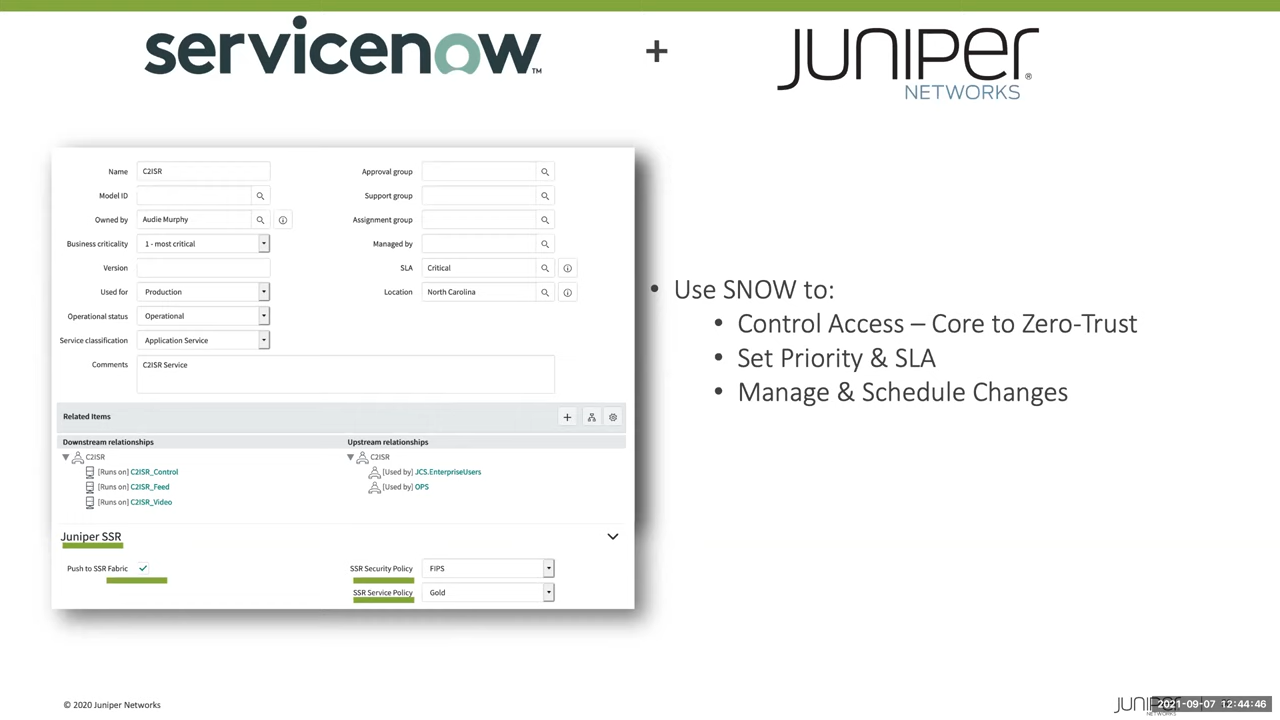 servicenow™ + JUNIPER® NETWORKS
Name C2ISR
Model ID
Owned by Audie Murphy
Business criticality 1 - most critical
Version
Used for Production
Operational status Operational
Service classification Application Service
Comments C2ISR Service
Approval group
Support group
Assignment group
Managed by
SLA Critical
Location North Carolina
Related Items
Downstream relationships
C2ISR
[Runs on] C2ISR_Control
[Runs on] C2ISR_Feed
[Runs on] C2ISR_Video
Upstream relationships
C2ISR
[Used by] JCS.EnterpriseUsers
[Used by] OPS
Juniper SSR
Push to SSR Fabric
SSR Security Policy FIPS
SSR Service Policy Gold
• Use SNOW to:
• Control Access – Core to Zero-Trust
• Set Priority & SLA
• Manage & Schedule Changes
© 2020 Juniper Networks
2021-09-07 12:44:46